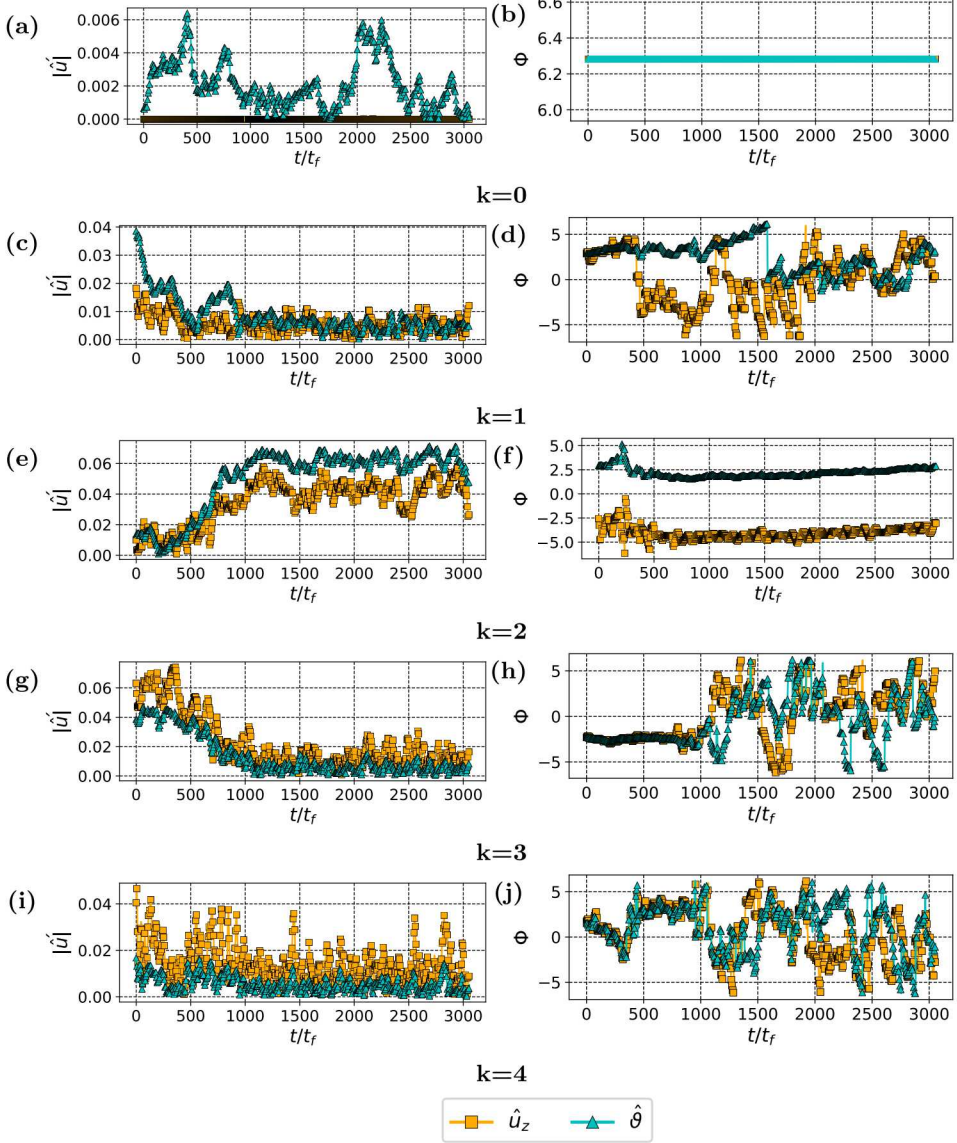 (a)
|û′|
0.006
0.004
0.002
0.000
0 500 1000 1500 2000 2500 3000
t/t_f
(b)
Φ
6.6
6.4
6.2
6.0
0 500 1000 1500 2000 2500 3000
t/t_f
k=0
(c)
|û′|
0.04
0.03
0.02
0.01
0.00
0 500 1000 1500 2000 2500 3000
t/t_f
(d)
Φ
5
0
−5
0 500 1000 1500 2000 2500 3000
t/t_f
k=1
(e)
|û′|
0.06
0.04
0.02
0.00
0 500 1000 1500 2000 2500 3000
t/t_f
(f)
Φ
5.0
2.5
0.0
−2.5
−5.0
0 500 1000 1500 2000 2500 3000
t/t_f
k=2
(g)
|û′|
0.06
0.04
0.02
0.00
0 500 1000 1500 2000 2500 3000
t/t_f
(h)
Φ
5
0
−5
0 500 1000 1500 2000 2500 3000
t/t_f
k=3
(i)
|û′|
0.04
0.02
0.00
0 500 1000 1500 2000 2500 3000
t/t_f
(j)
Φ
5
0
−5
0 500 1000 1500 2000 2500 3000
t/t_f
k=4
û_z ϑ̂